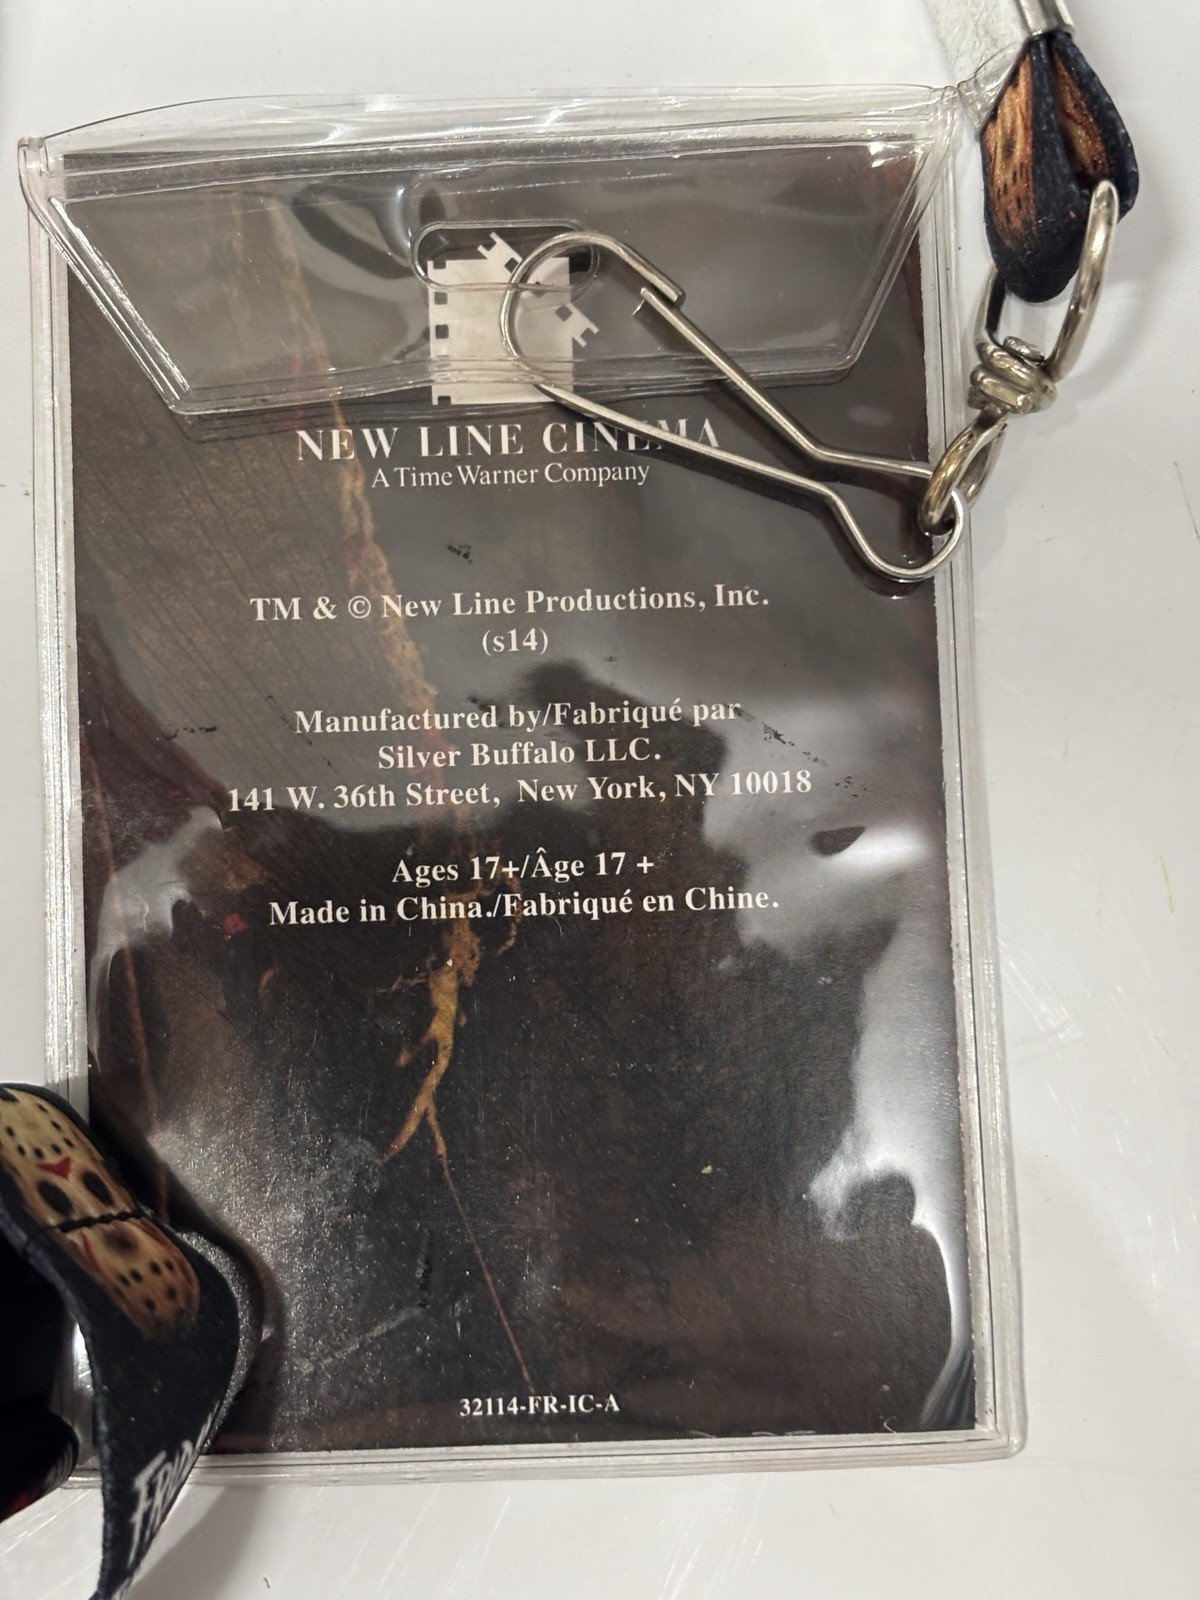 NEW LINE CINEMA
A Time Warner Company
TM & © New Line Productions, Inc.
(s14)
Manufactured by/Fabriqué par
Silver Buffalo LLC.
141 W. 36th Street, New York, NY 10018
Ages 17+/Âge 17 +
Made in China./Fabriqué en Chine.
32114-FR-IC-A